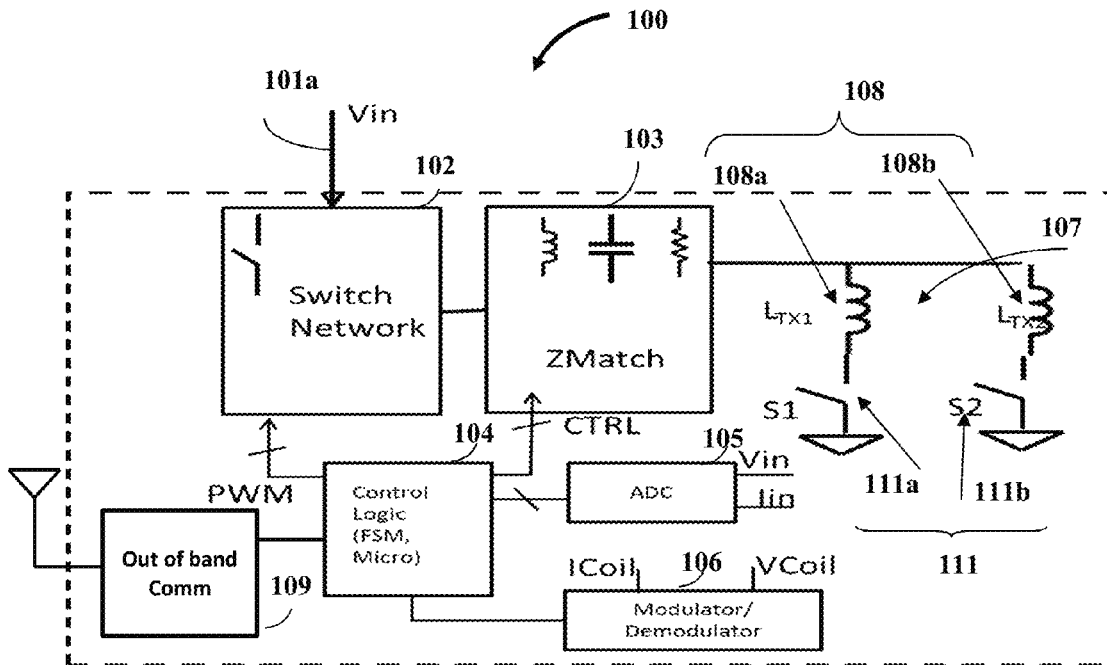 100
101a
Vin
108
102
103
108a
108b
107
Switch
Network
ZMatch
LTX1
LTX2
S1
S2
CTRL
104
105
Vin
111a
111b
PWM
Control
Logic
(FSM,
Micro)
ADC
Iin
111
Out of band
Comm
109
ICoil
106
VCoil
Modulator/
Demodulator